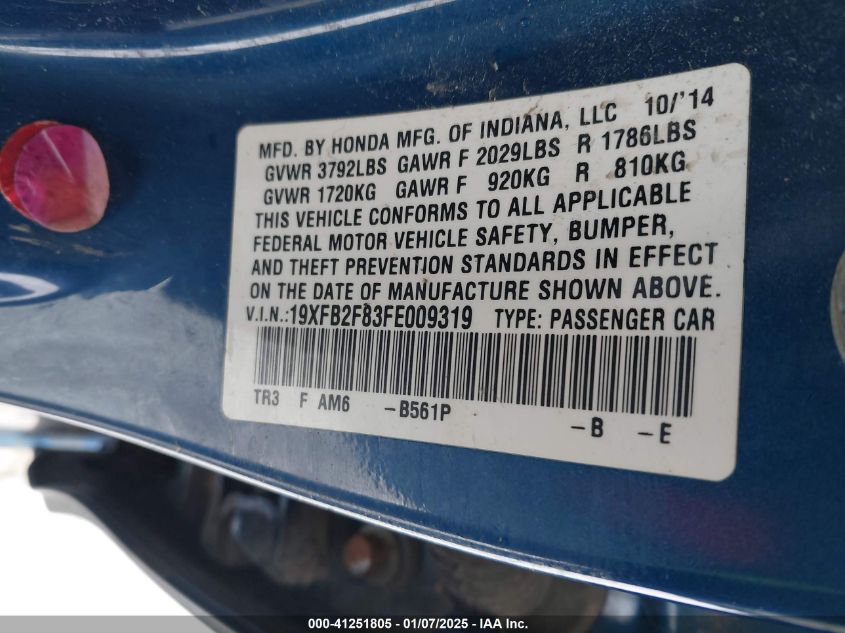 MFD. BY HONDA MFG. OF INDIANA, LLC 10/'14
GVWR 3792LBS GAWR F 2029LBS R 1786LBS
GVWR 1720KG GAWR F 920KG R 810KG
THIS VEHICLE CONFORMS TO ALL APPLICABLE
FEDERAL MOTOR VEHICLE SAFETY, BUMPER,
AND THEFT PREVENTION STANDARDS IN EFFECT
ON THE DATE OF MANUFACTURE SHOWN ABOVE.
V.I.N.:19XFB2F83FE009319 TYPE: PASSENGER CAR
TR3 F AM6 -B561P -B -E
000-41251805 - 01/07/2025 - IAA Inc.